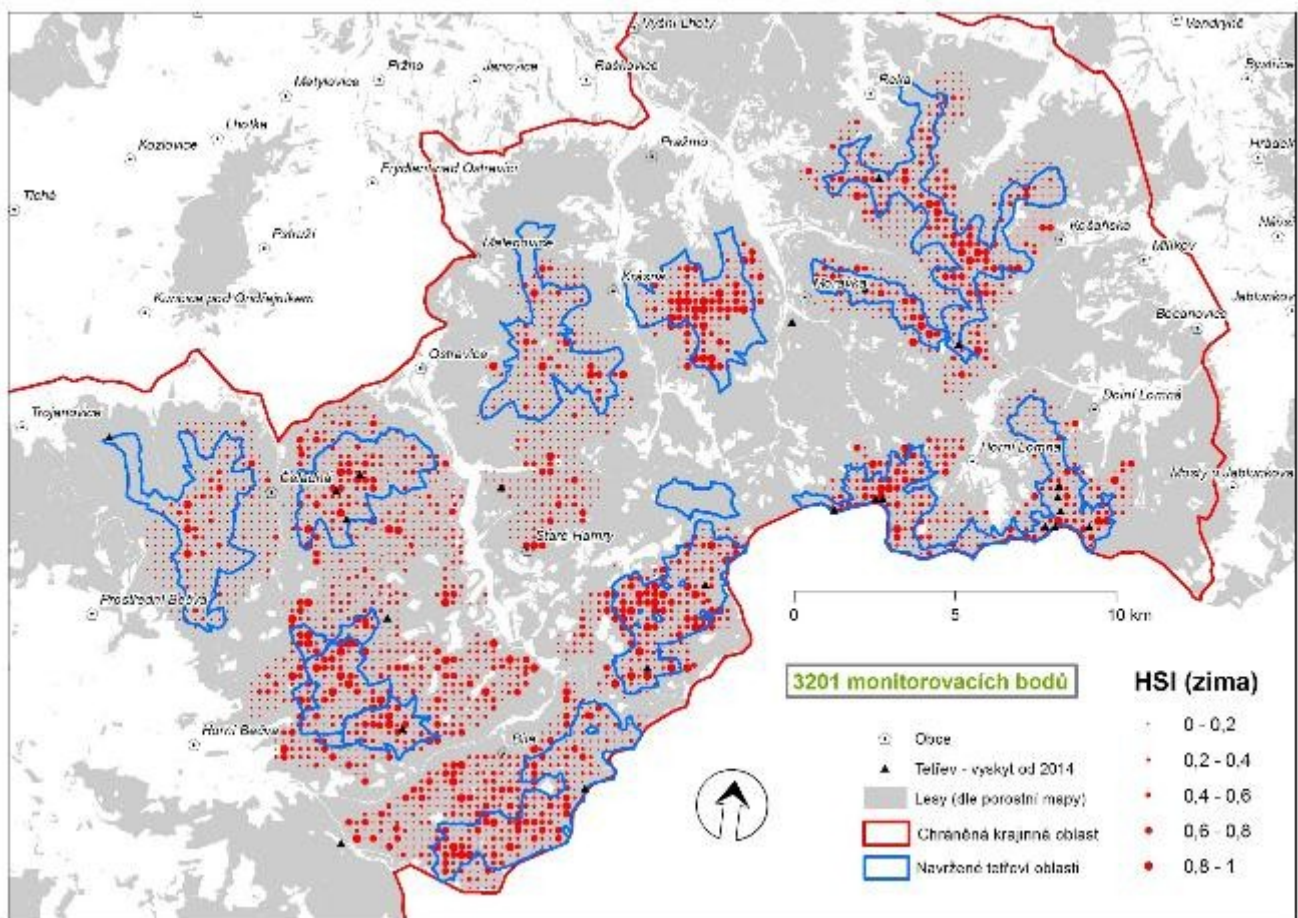 Vyšní Lhoty
Vendryně
Pržno
Janovice
Raškovice
Řeka
Bystřice
Metylovice
Lhotka
Kozlovice
Pražmo
Frýdlant nad Ostravicí
Tichá
Pstruží
Malenovice
Košařiska
Milíkov
Krásná
Morávka
Kunčice pod Ondřejníkem
Jablunkov
Bocanovice
Ostravice
Trojanovice
Dolní Lomná
Horní Lomná
Mosty u Jablunkova
Čeladná
Staré Hamry
Prostřední Bečva
0 5 10 km
Horní Bečva
Bílá
3201 monitorovacích bodů
Obce
Tetřev - vyskyt od 2014
Lesy (dle porostní mapy)
Chráněná krajinná oblast
Navržené tetřeví oblasti
HSI (zima)
0 - 0,2
0,2 - 0,4
0,4 - 0,6
0,6 - 0,8
0,8 - 1